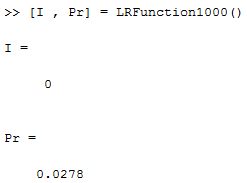 >> [I , Pr] = LRFunction1000()
I =
0
Pr =
0.0278